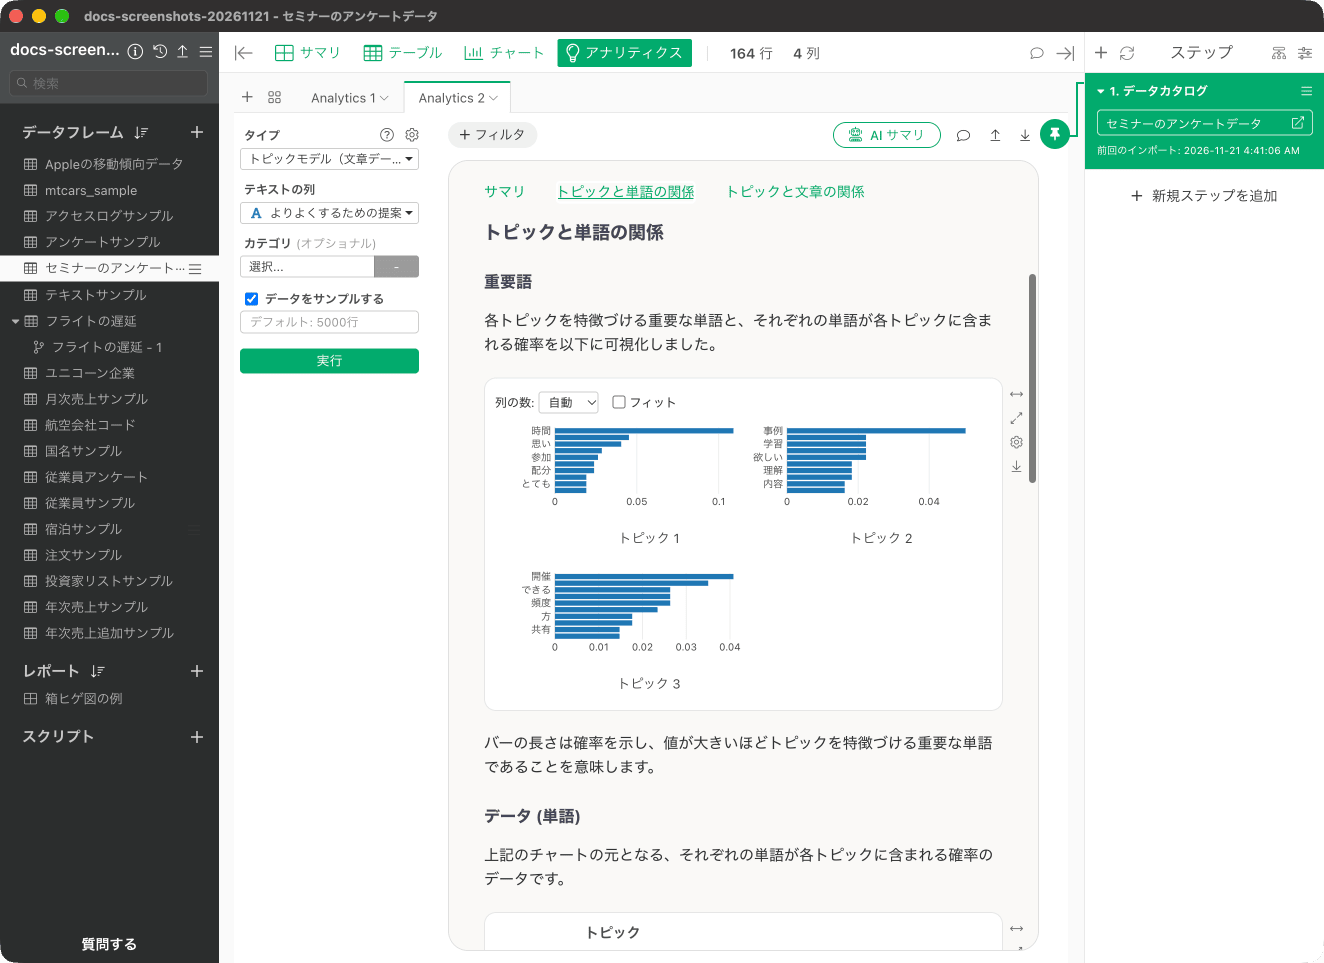 docs-screenshots-20261121 - セミナーのアンケートデータ
docs-screen...
検索
データフレーム
Appleの移動傾向データ
mtcars_sample
アクセスログサンプル
アンケートサンプル
セミナーのアンケート…
テキストサンプル
フライトの遅延
フライトの遅延 - 1
ユニコーン企業
月次売上サンプル
航空会社コード
国名サンプル
従業員アンケート
従業員サンプル
宿泊サンプル
注文サンプル
投資家リストサンプル
年次売上サンプル
年次売上追加サンプル
レポート
箱ヒゲ図の例
スクリプト
質問する
サマリ
テーブル
チャート
アナリティクス
164 行
4 列
Analytics 1
Analytics 2
タイプ
トピックモデル（文章デー...
テキストの列
A よりよくするための提案
カテゴリ (オプショナル)
選択...
-
データをサンプルする
デフォルト: 5000行
実行
フィルタ
AI サマリ
サマリ
トピックと単語の関係
トピックと文章の関係
トピックと単語の関係
重要語
各トピックを特徴づける重要な単語と、それぞれの単語が各トピックに含ま
れる確率を以下に可視化しました。
列の数: 自動 フィット
時間
思い
参加
配分
とても
0 0.05 0.1
トピック 1
事例
学習
欲しい
理解
内容
0 0.02 0.04
トピック 2
開催
できる
頻度
方
共有
0 0.01 0.02 0.03 0.04
トピック 3
バーの長さは確率を示し、値が大きいほどトピックを特徴づける重要な単語
であることを意味します。
データ (単語)
上記のチャートの元となる、それぞれの単語が各トピックに含まれる確率の
データです。
トピック
ステップ
1. データカタログ
セミナーのアンケートデータ
前回のインポート: 2026-11-21 4:41:06 AM
新規ステップを追加